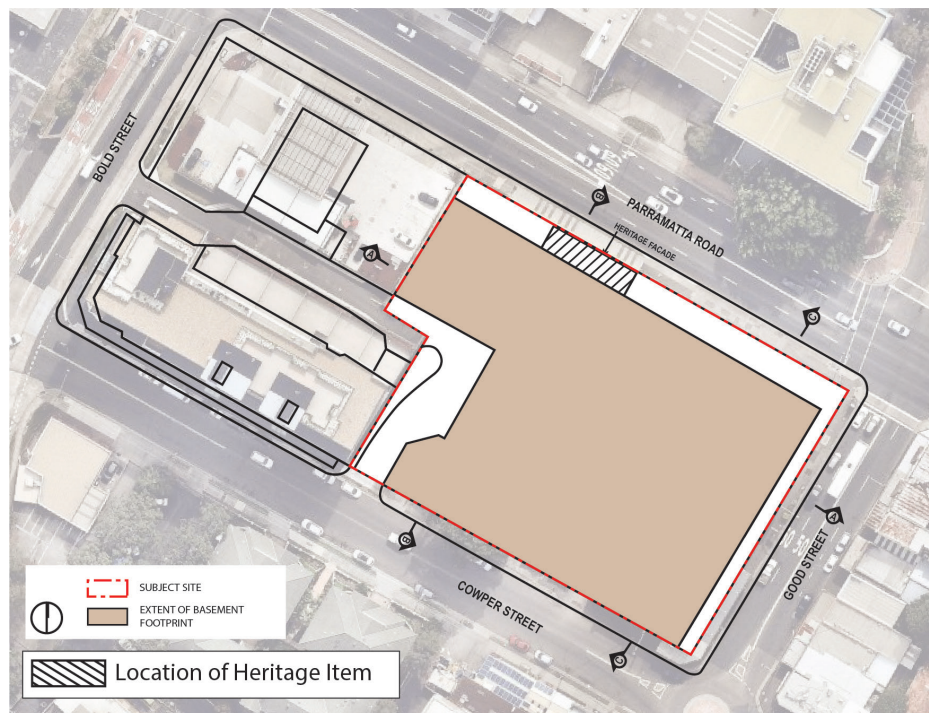 BOLD STREET
B
PARRAMATTA ROAD
HERITAGE FACADE
A
C
A
GOOD STREET
B
COWPER STREET
C
SUBJECT SITE
EXTENT OF BASEMENT
FOOTPRINT
Location of Heritage Item